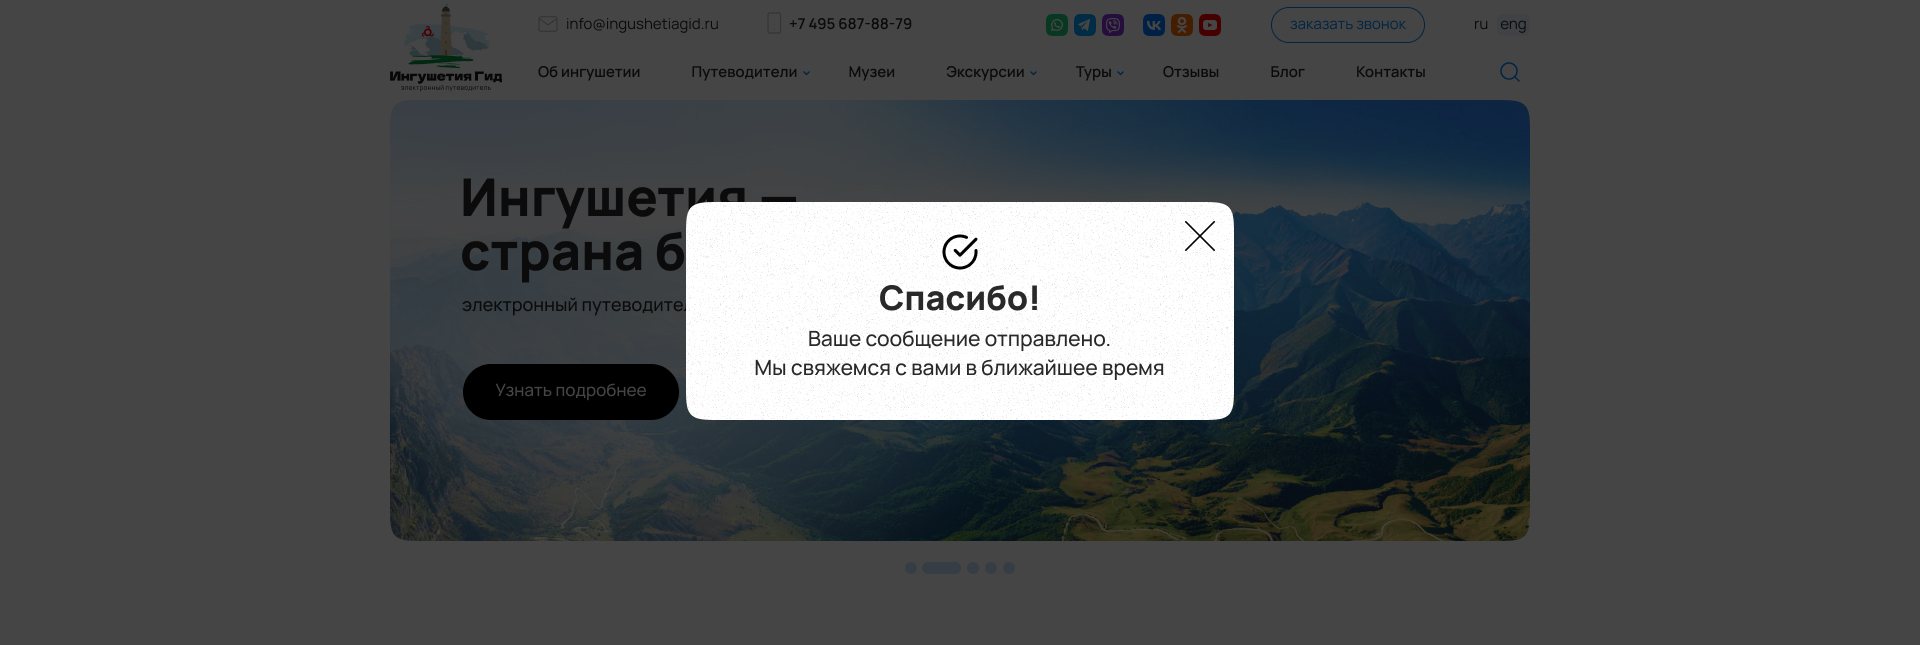 info@ingushetiagid.ru
+7 495 687-88-79
заказать звонок
ru eng
Ингушетия Гид
электронный путеводитель
Об ингушетии
Путеводители
Музеи
Экскурсии
Туры
Отзывы
Блог
Контакты
Ингушетия —
страна б
электронный путеводител
Узнать подробнее
Спасибо!
Ваше сообщение отправлено.
Мы свяжемся с вами в ближайшее время